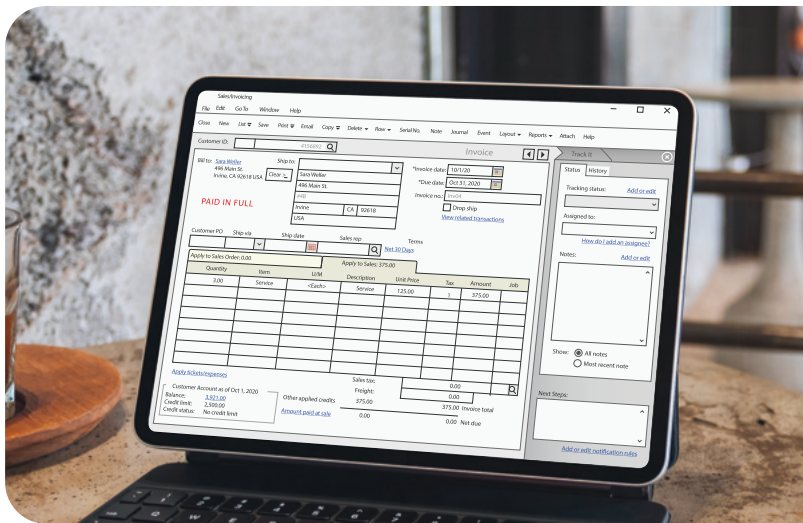 Sales/Invoicing
File Edit Go To Window Help
Close New List Save Print Email Copy Delete Row Serial No. Note Journal Event Layout Reports Attach Help
Customer ID: #156892 Invoice Track It
Bill to: Sara Weller
496 Main St.
Irvine, CA 92618 USA
Clear
PAID IN FULL
Ship to:
Sara Weller
496 Main St.
#4B
Irvine CA 92618
USA
*Invoice date: 10/1/20
*Due date: Oct 31, 2020
Invoice no.: Inv04
Drop ship
View related transactions
Customer PO Ship via Ship date Sales rep Terms
Net 30 Days
Apply to Sales Order: 0.00 Apply to Sales: 375.00
Quantity Item U/M Description Unit Price Tax Amount Job
3.00 Service <Each> Service 125.00 1 375.00
Apply tickets/expenses
Sales tax: 0.00
Freight: 0.00
Customer Account as of Oct 1, 2020
Balance: 3,921.00
Credit limit: 2,500.00
Credit status: No credit limit
Other applied credits 375.00 375.00 Invoice total
Amount paid at sale 0.00 0.00 Net due
Status History
Tracking status: Add or edit
Assigned to:
How do I add an assignee?
Notes: Add or edit
Show: All notes
Most recent note
Next Steps:
Add or edit notification rules